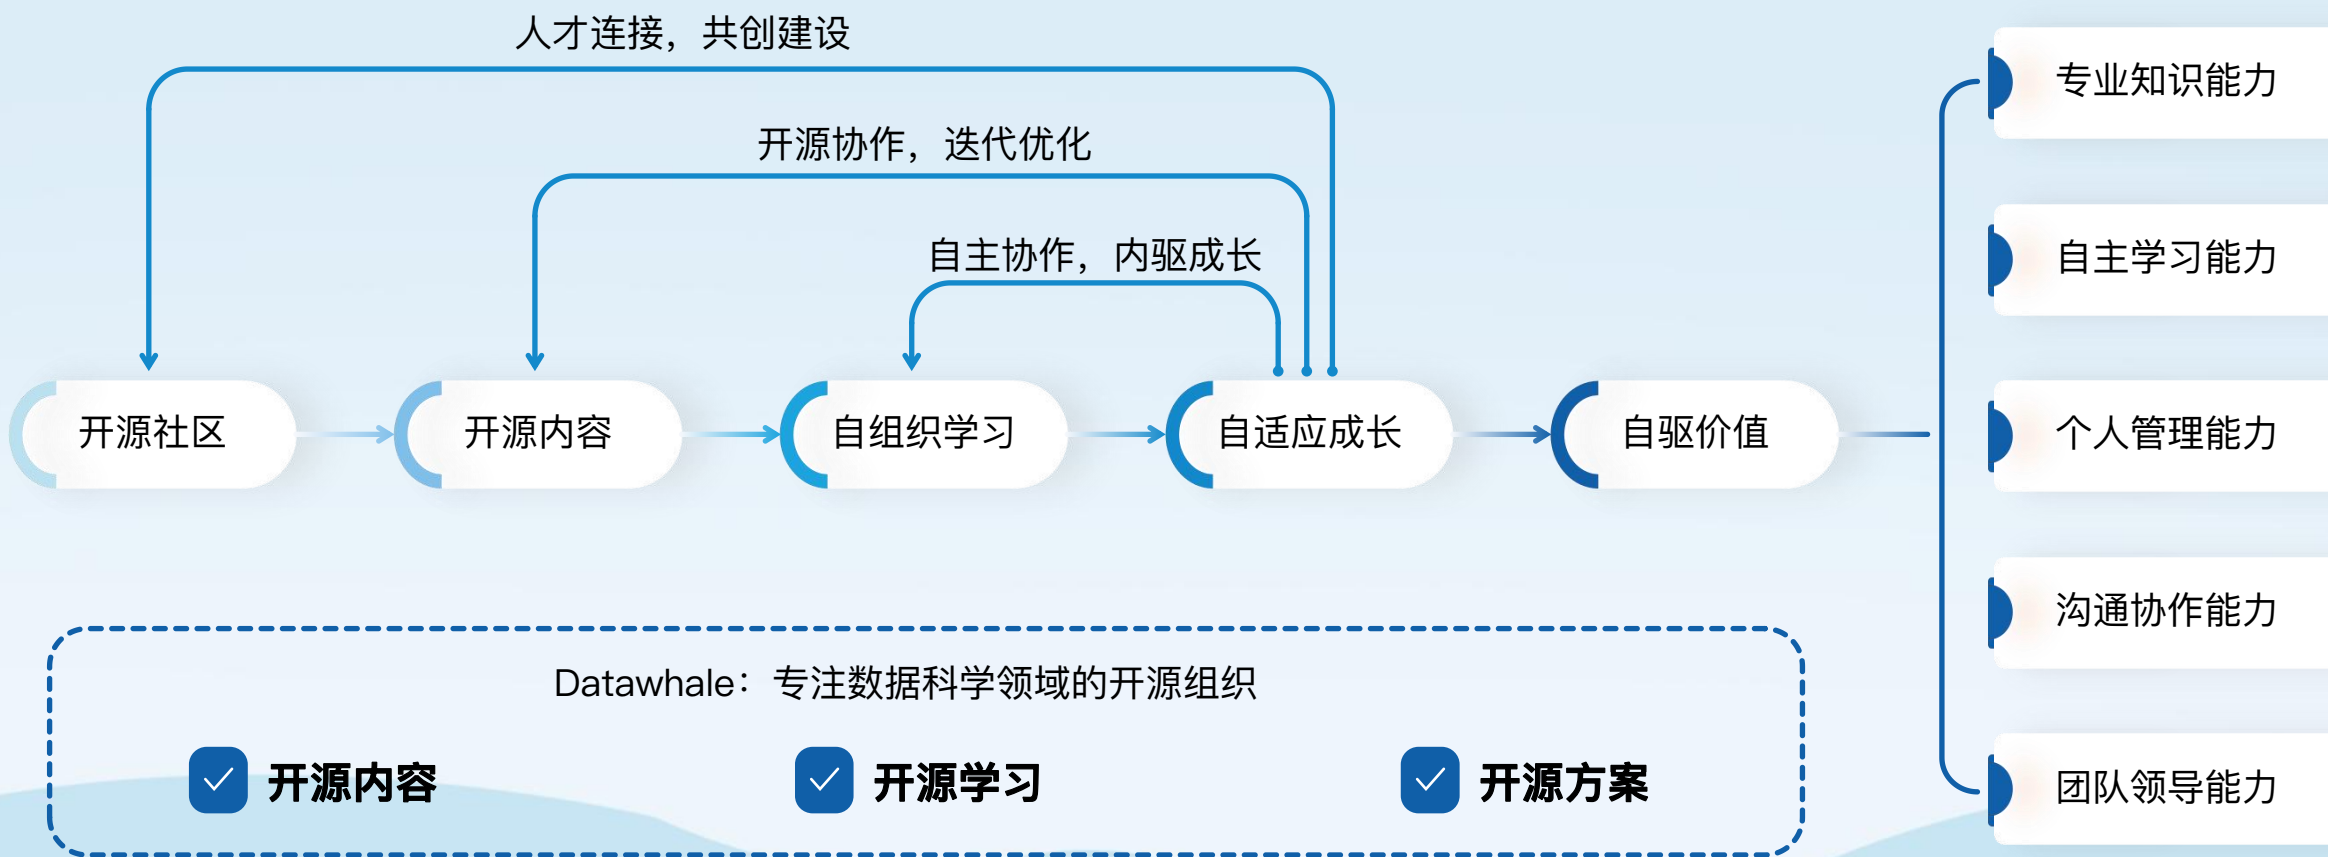 人才连接，共创建设
开源协作，迭代优化
自主协作，内驱成长
开源社区
开源内容
自组织学习
自适应成长
自驱价值
专业知识能力
自主学习能力
个人管理能力
沟通协作能力
团队领导能力
Datawhale：专注数据科学领域的开源组织
开源内容
开源学习
开源方案